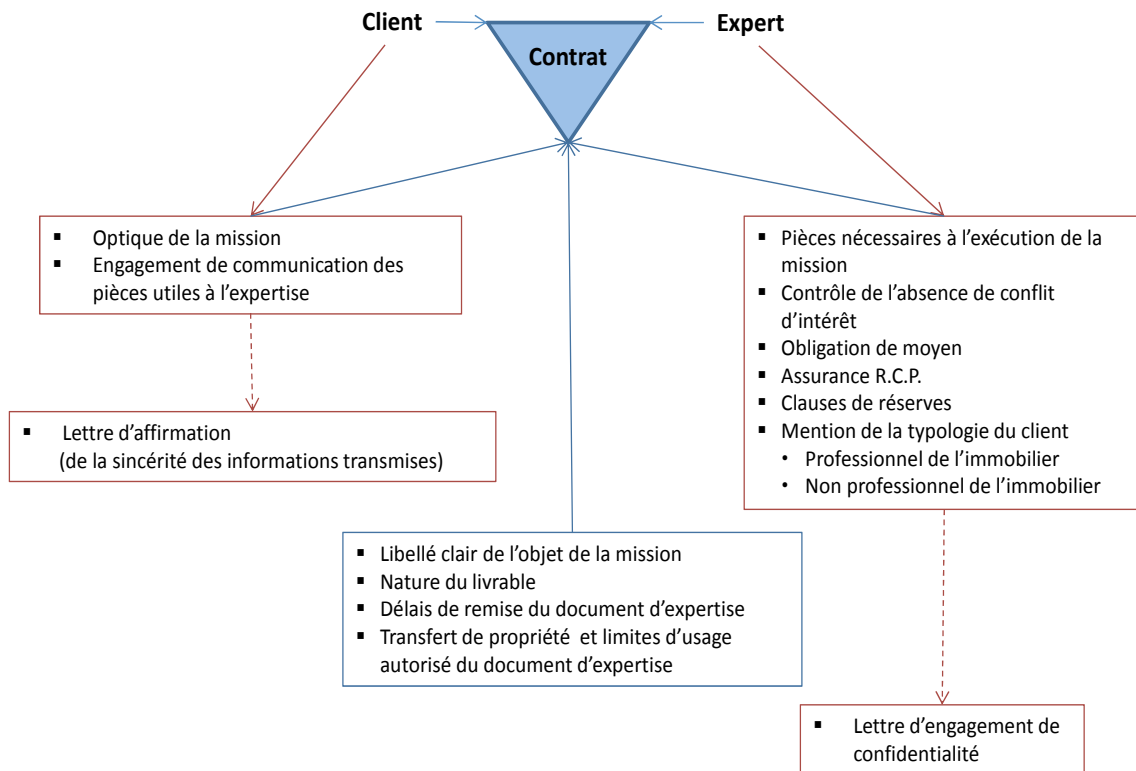 Client
Expert
Contrat
▪ Optique de la mission
▪ Engagement de communication des
pièces utiles à l’expertise
▪ Pièces nécessaires à l’exécution de la
mission
▪ Contrôle de l’absence de conflit
d’intérêt
▪ Obligation de moyen
▪ Assurance R.C.P.
▪ Clauses de réserves
▪ Mention de la typologie du client
• Professionnel de l’immobilier
• Non professionnel de l’immobilier
▪ Lettre d’affirmation
(de la sincérité des informations transmises)
▪ Libellé clair de l’objet de la mission
▪ Nature du livrable
▪ Délais de remise du document d’expertise
▪ Transfert de propriété et limites d’usage
autorisé du document d’expertise
▪ Lettre d’engagement de
confidentialité